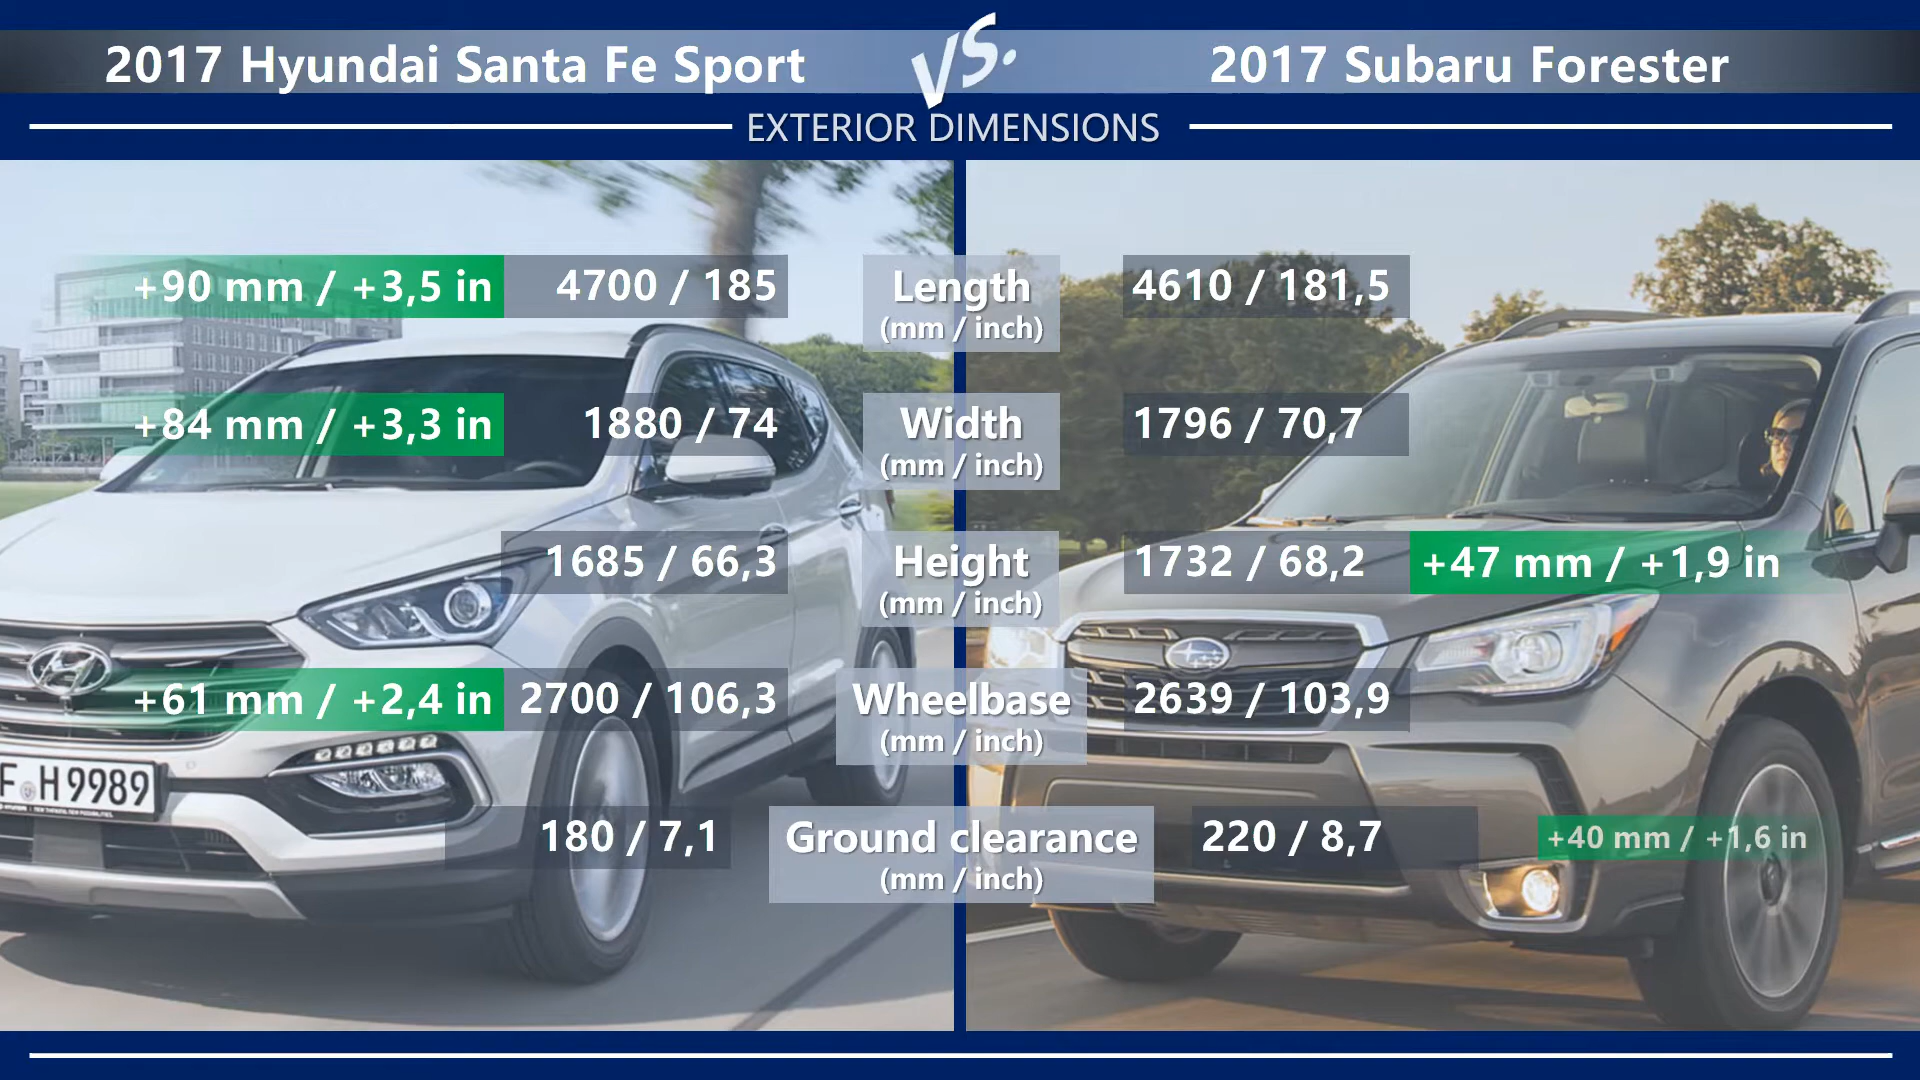 2017 Hyundai Santa Fe Sport VS. 2017 Subaru Forester
EXTERIOR DIMENSIONS
+90 mm / +3,5 in 4700 / 185 Length 4610 / 181,5
(mm / inch)
+84 mm / +3,3 in 1880 / 74 Width 1796 / 70,7
(mm / inch)
1685 / 66,3 Height 1732 / 68,2 +47 mm / +1,9 in
(mm / inch)
+61 mm / +2,4 in 2700 / 106,3 Wheelbase 2639 / 103,9
(mm / inch)
F H 9989
180 / 7,1 Ground clearance 220 / 8,7 +40 mm / +1,6 in
(mm / inch)